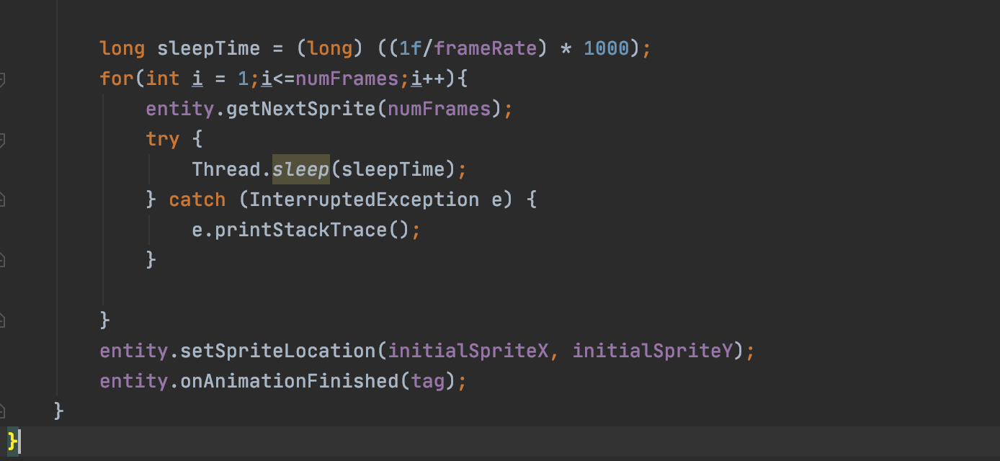 long sleepTime = (long) ((1f/frameRate) * 1000);
for(int i = 1;i<=numFrames;i++){
entity.getNextSprite(numFrames);
try {
Thread.sleep(sleepTime);
} catch (InterruptedException e) {
e.printStackTrace();
}
}
entity.setSpriteLocation(initialSpriteX, initialSpriteY);
entity.onAnimationFinished(tag);
}
}